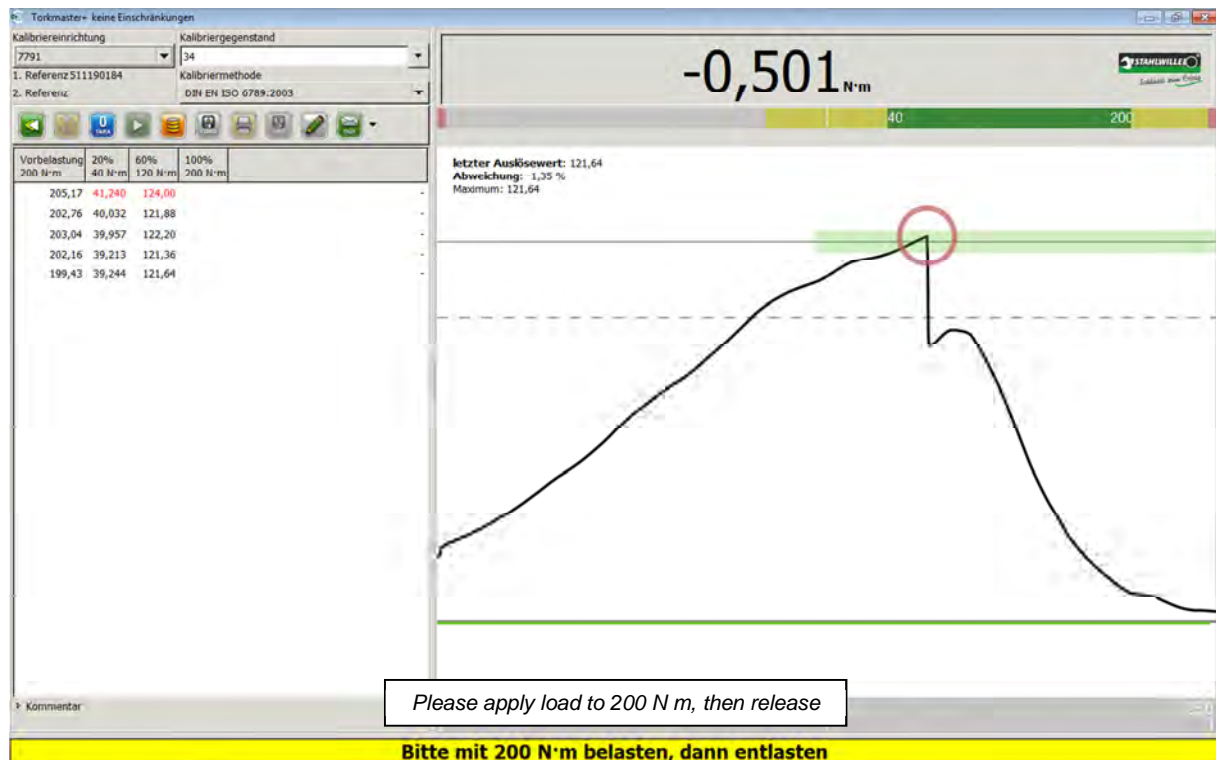 Torkmaster+ keine Einschränkungen
Kalibriereinrichtung Kalibriergegenstand
7791 34
1. Referenz 511190184 Kalibriermethode
2. Referenz DIN EN ISO 6789:2003
-0,501 N·m
STAHLWILLE
40 200
0
TARA
Vorbelastung 20% 60% 100%
200 N·m 40 N·m 120 N·m 200 N·m
205,17 41,240 124,00 -
202,76 40,032 121,88 -
203,04 39,957 122,20 -
202,16 39,213 121,36 -
199,43 39,244 121,64 -
letzter Auslösewert: 121,64
Abweichung: 1,35 %
Maximum: 121,64
Kommentar
Please apply load to 200 N m, then release
Bitte mit 200 N·m belasten, dann entlasten